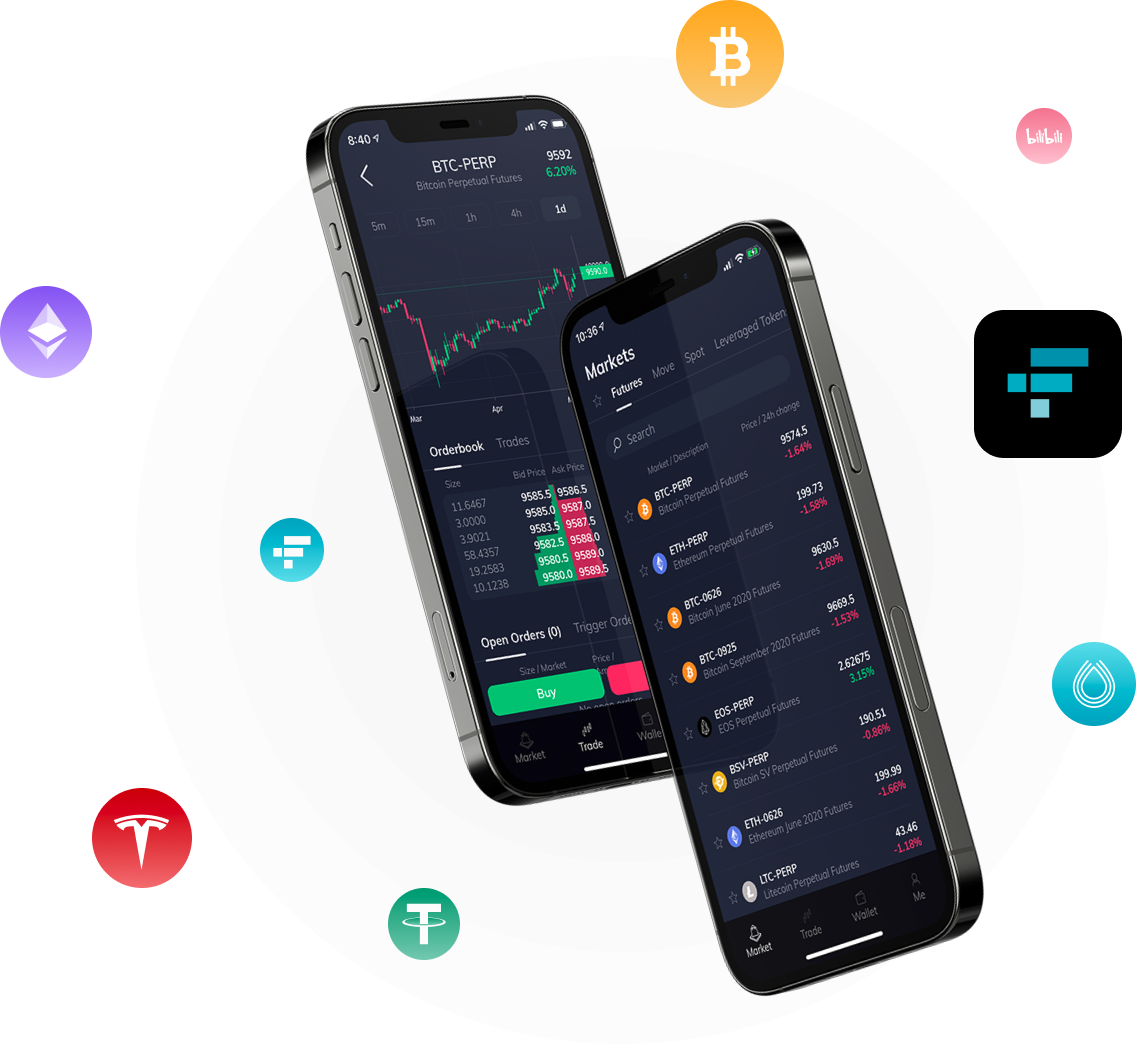 bilibili
8:40
BTC-PERP
9592
Bitcoin Perpetual Futures
6.20%
5m 15m 1h 4h 1d
9590.0
Mar Apr
Orderbook Trades
Size Bid Price Ask Price
11.6467 9585.5 9586.5
3.0000 9585.0 9587.0
3.9021 9583.5 9587.5
58.4357 9582.5 9588.0
19.2583 9580.5 9589.0
10.1238 9580.0 9589.5
Open Orders (0) Trigger Orde
Size / Market Price /
Buy
No open orders
Market Trade Walle
10:36
Markets
Futures Move Spot Leveraged Token
Search
Market / Description Price / 24h change
BTC-PERP 9574.5
Bitcoin Perpetual Futures -1.64%
ETH-PERP 199.73
Ethereum Perpetual Futures -1.58%
BTC-0626 9630.5
Bitcoin June 2020 Futures -1.69%
BTC-0925 9669.5
Bitcoin September 2020 Futures -1.53%
EOS-PERP 2.62675
EOS Perpetual Futures 3.15%
BSV-PERP 190.51
Bitcoin SV Perpetual Futures -0.86%
ETH-0626 199.99
Ethereum June 2020 Futures -1.66%
LTC-PERP 43.46
Litecoin Perpetual Futures -1.18%
Market Trade Wallet Me